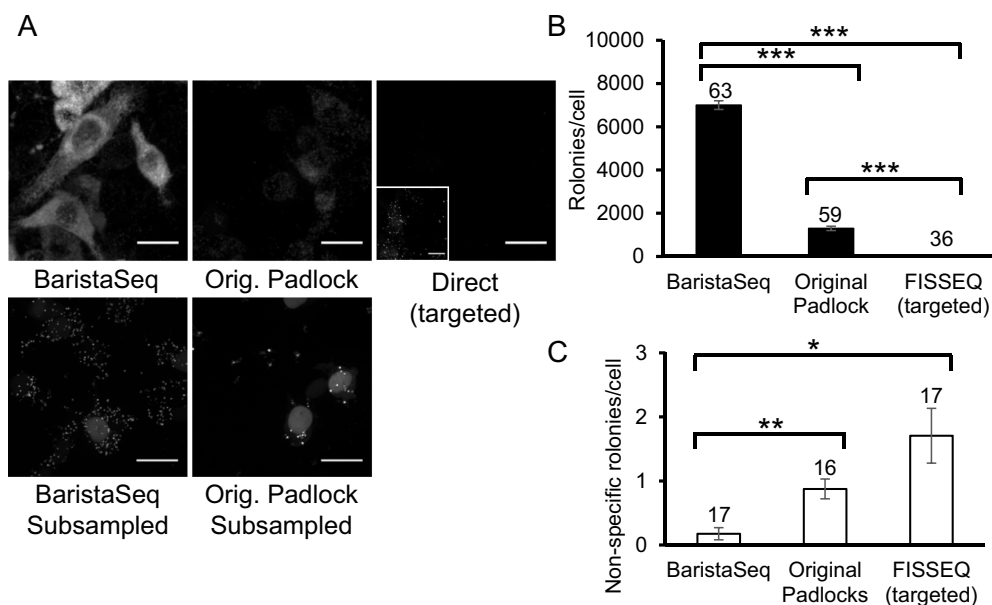 A
BaristaSeq
Orig. Padlock
Direct
(targeted)
BaristaSeq
Subsampled
Orig. Padlock
Subsampled
B
Rolonies/cell
10000
8000
6000
4000
2000
0
***
***
***
63
59
36
BaristaSeq
Original
Padlock
FISSEQ
(targeted)
C
Non-specific rolonies/cell
3
2
1
0
*
**
17
16
17
BaristaSeq
Original
Padlocks
FISSEQ
(targeted)